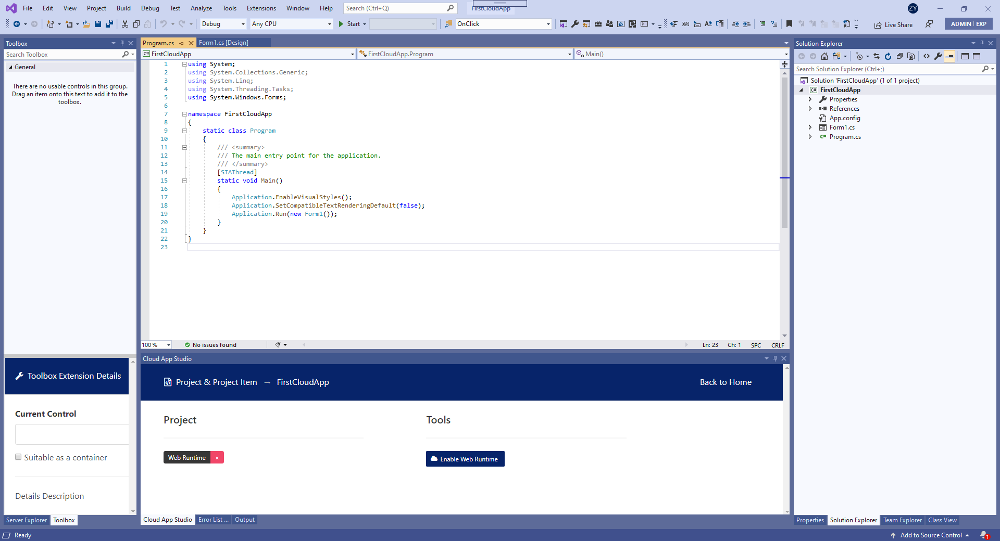 File Edit View Project Build Debug Test Analyze Tools Extensions Window Help Search (Ctrl+Q) FirstCloudApp ZY
Debug Any CPU Start OnClick Live Share ADMIN EXP
Toolbox
Search Toolbox
General
There are no usable controls in this group.
Drag an item onto this text to add it to the
toolbox.
Toolbox Extension Details
Current Control
Suitable as a container
Details Description
Server Explorer Toolbox
Program.cs Form1.cs [Design]
C# FirstCloudApp FirstCloudApp.Program Main()
1 using System;
2 using System.Collections.Generic;
3 using System.Linq;
4 using System.Threading.Tasks;
5 using System.Windows.Forms;
6
7 namespace FirstCloudApp
8 {
9 static class Program
10 {
11 /// <summary>
12 /// The main entry point for the application.
13 /// </summary>
14 [STAThread]
15 static void Main()
16 {
17 Application.EnableVisualStyles();
18 Application.SetCompatibleTextRenderingDefault(false);
19 Application.Run(new Form1());
20 }
21 }
22 }
23
100 % No issues found Ln: 23 Ch: 1 SPC CRLF
Cloud App Studio
Project & Project Item → FirstCloudApp Back to Home
Project Tools
Web Runtime × Enable Web Runtime
Cloud App Studio Error List ... Output
Solution Explorer
Search Solution Explorer (Ctrl+;)
Solution 'FirstCloudApp' (1 of 1 project)
C# FirstCloudApp
Properties
References
App.config
Form1.cs
C# Program.cs
Properties Solution Explorer Team Explorer Class View
Ready Add to Source Control 1